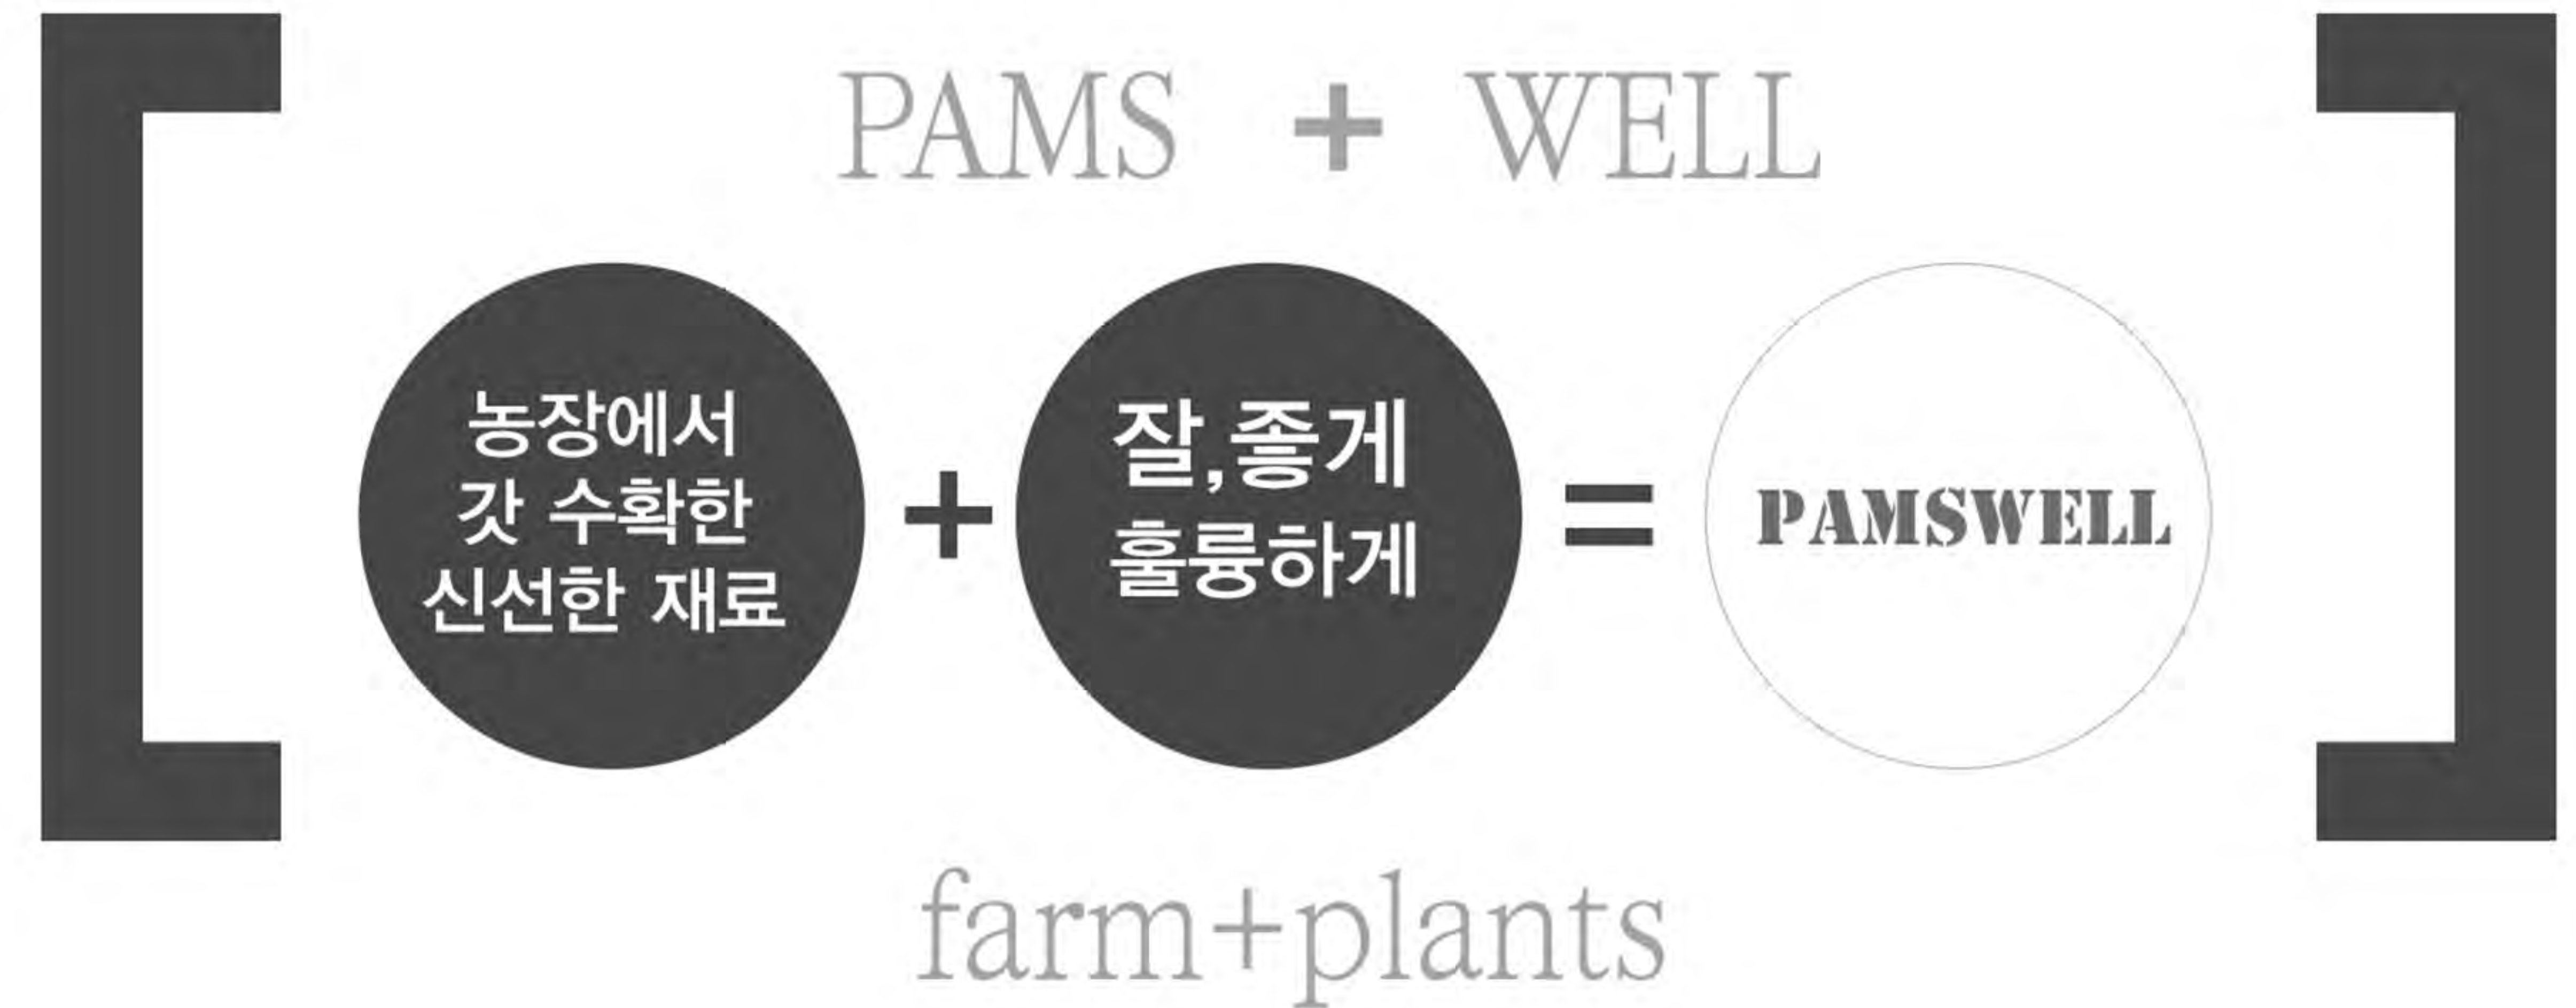 PAMS + WELL
농장에서
갓 수확한
신선한 재료
+
잘,좋게
훌륭하게
=
PAMSWELL
farm+plants